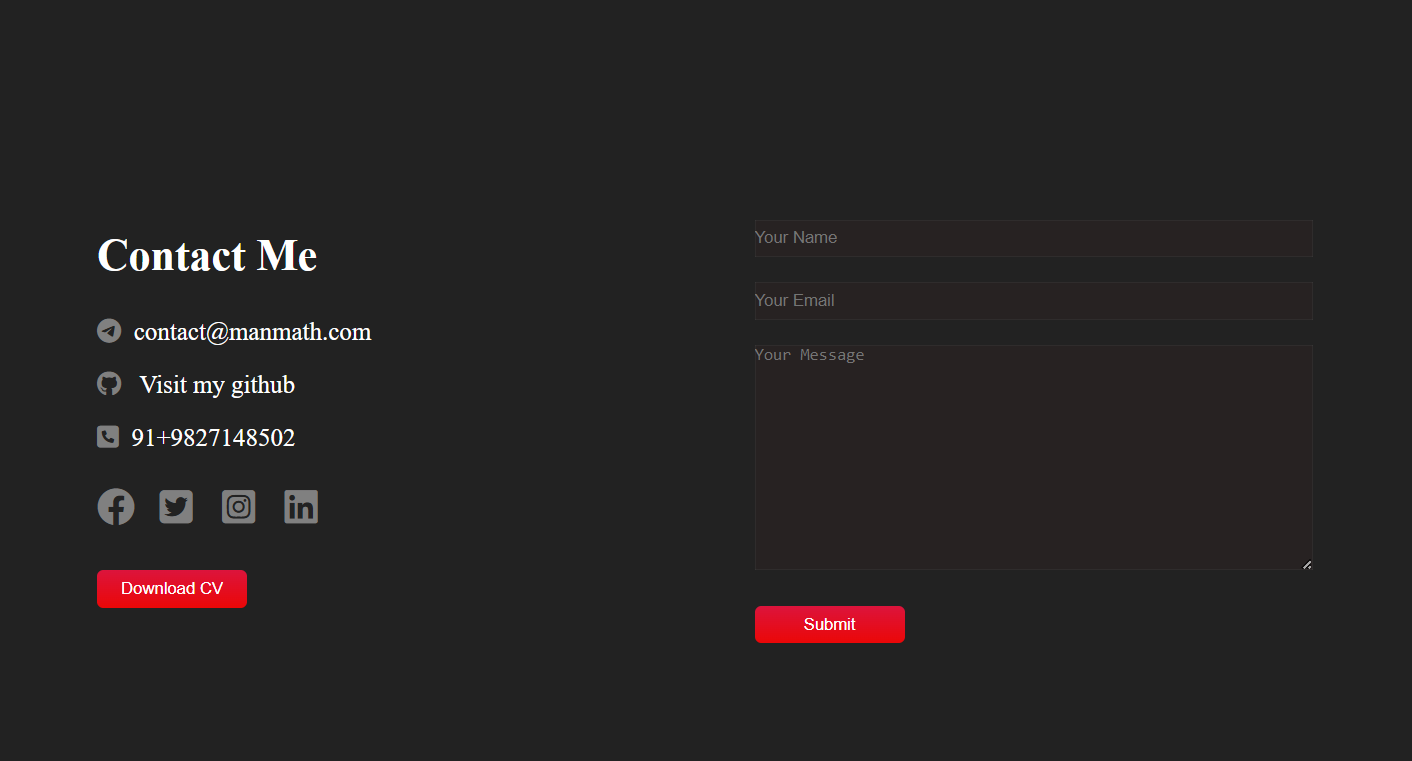 Contact Me
contact@manmath.com
Visit my github
91+9827148502
Download CV
Your Name
Your Email
Your Message
Submit